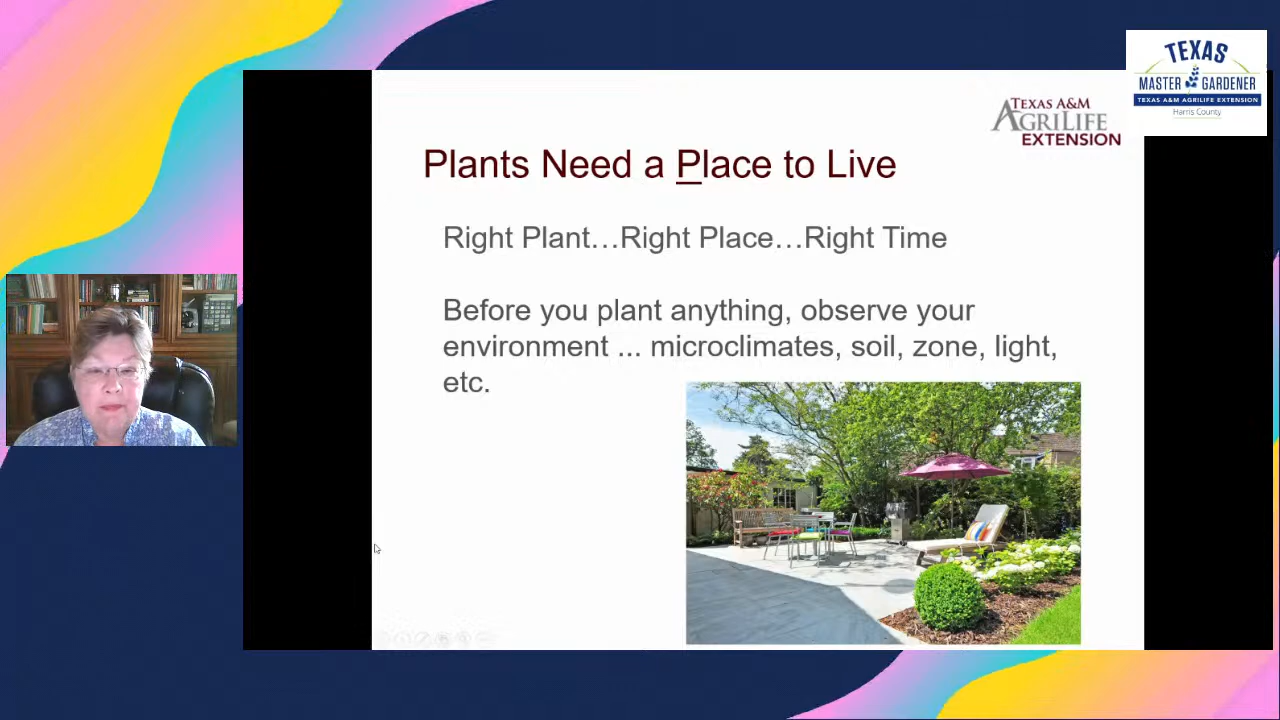 TEXAS
MASTER GARDENER
TEXAS A&M AGRILIFE EXTENSION
Harris County
TEXAS A&M
AGRILIFE
EXTENSION
Plants Need a Place to Live
Right Plant…Right Place…Right Time
Before you plant anything, observe your
environment ... microclimates, soil, zone, light,
etc.